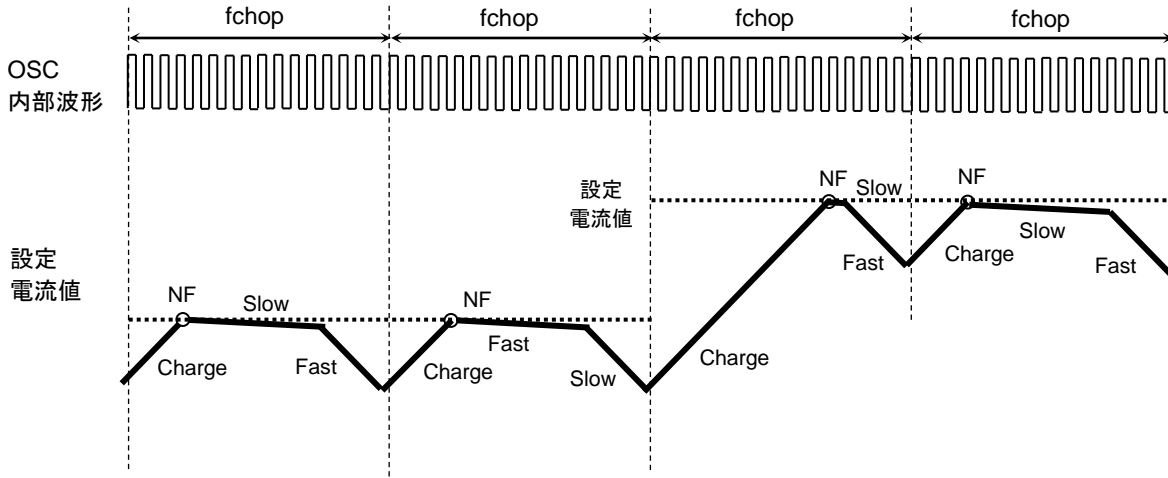 fchop
fchop
fchop
fchop
OSC
内部波形
設定
電流値
NF
Slow
NF
設定
電流値
NF
Slow
Charge
Fast
NF
Fast
Charge
Slow
Charge
Fast
Charge
Slow
Fast